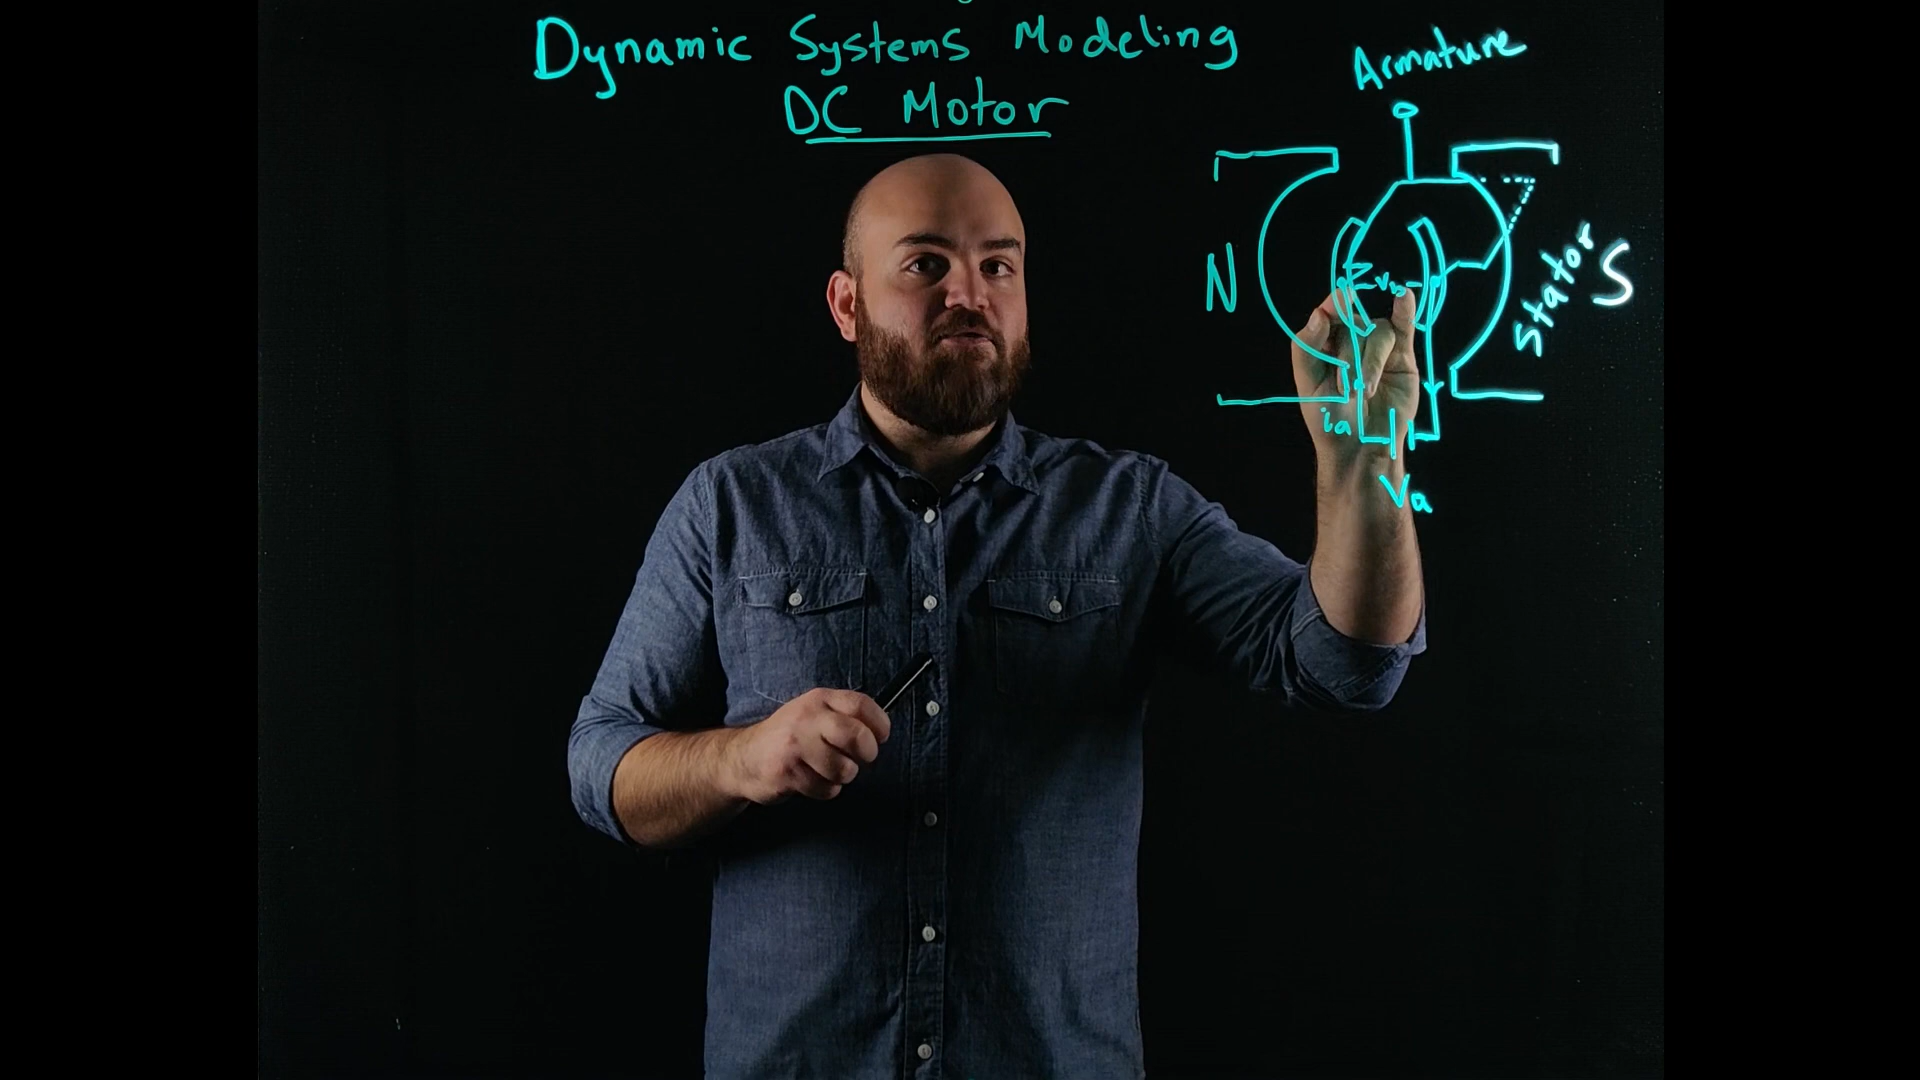 Dynamic Systems Modeling
DC Motor
Armature
N
Stator
S
ia
Va